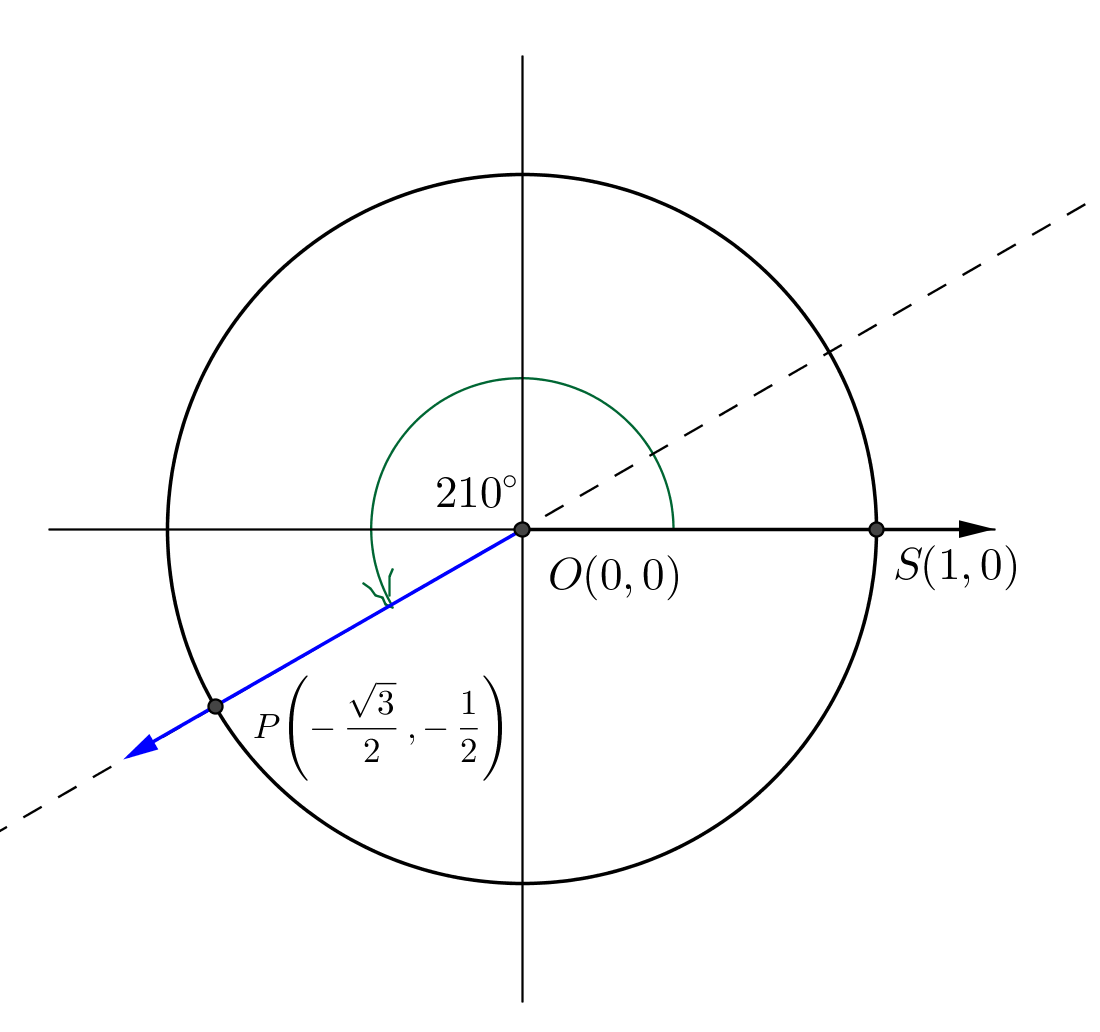 210°
O(0, 0)
S(1, 0)
P(-√3/2, -1/2)